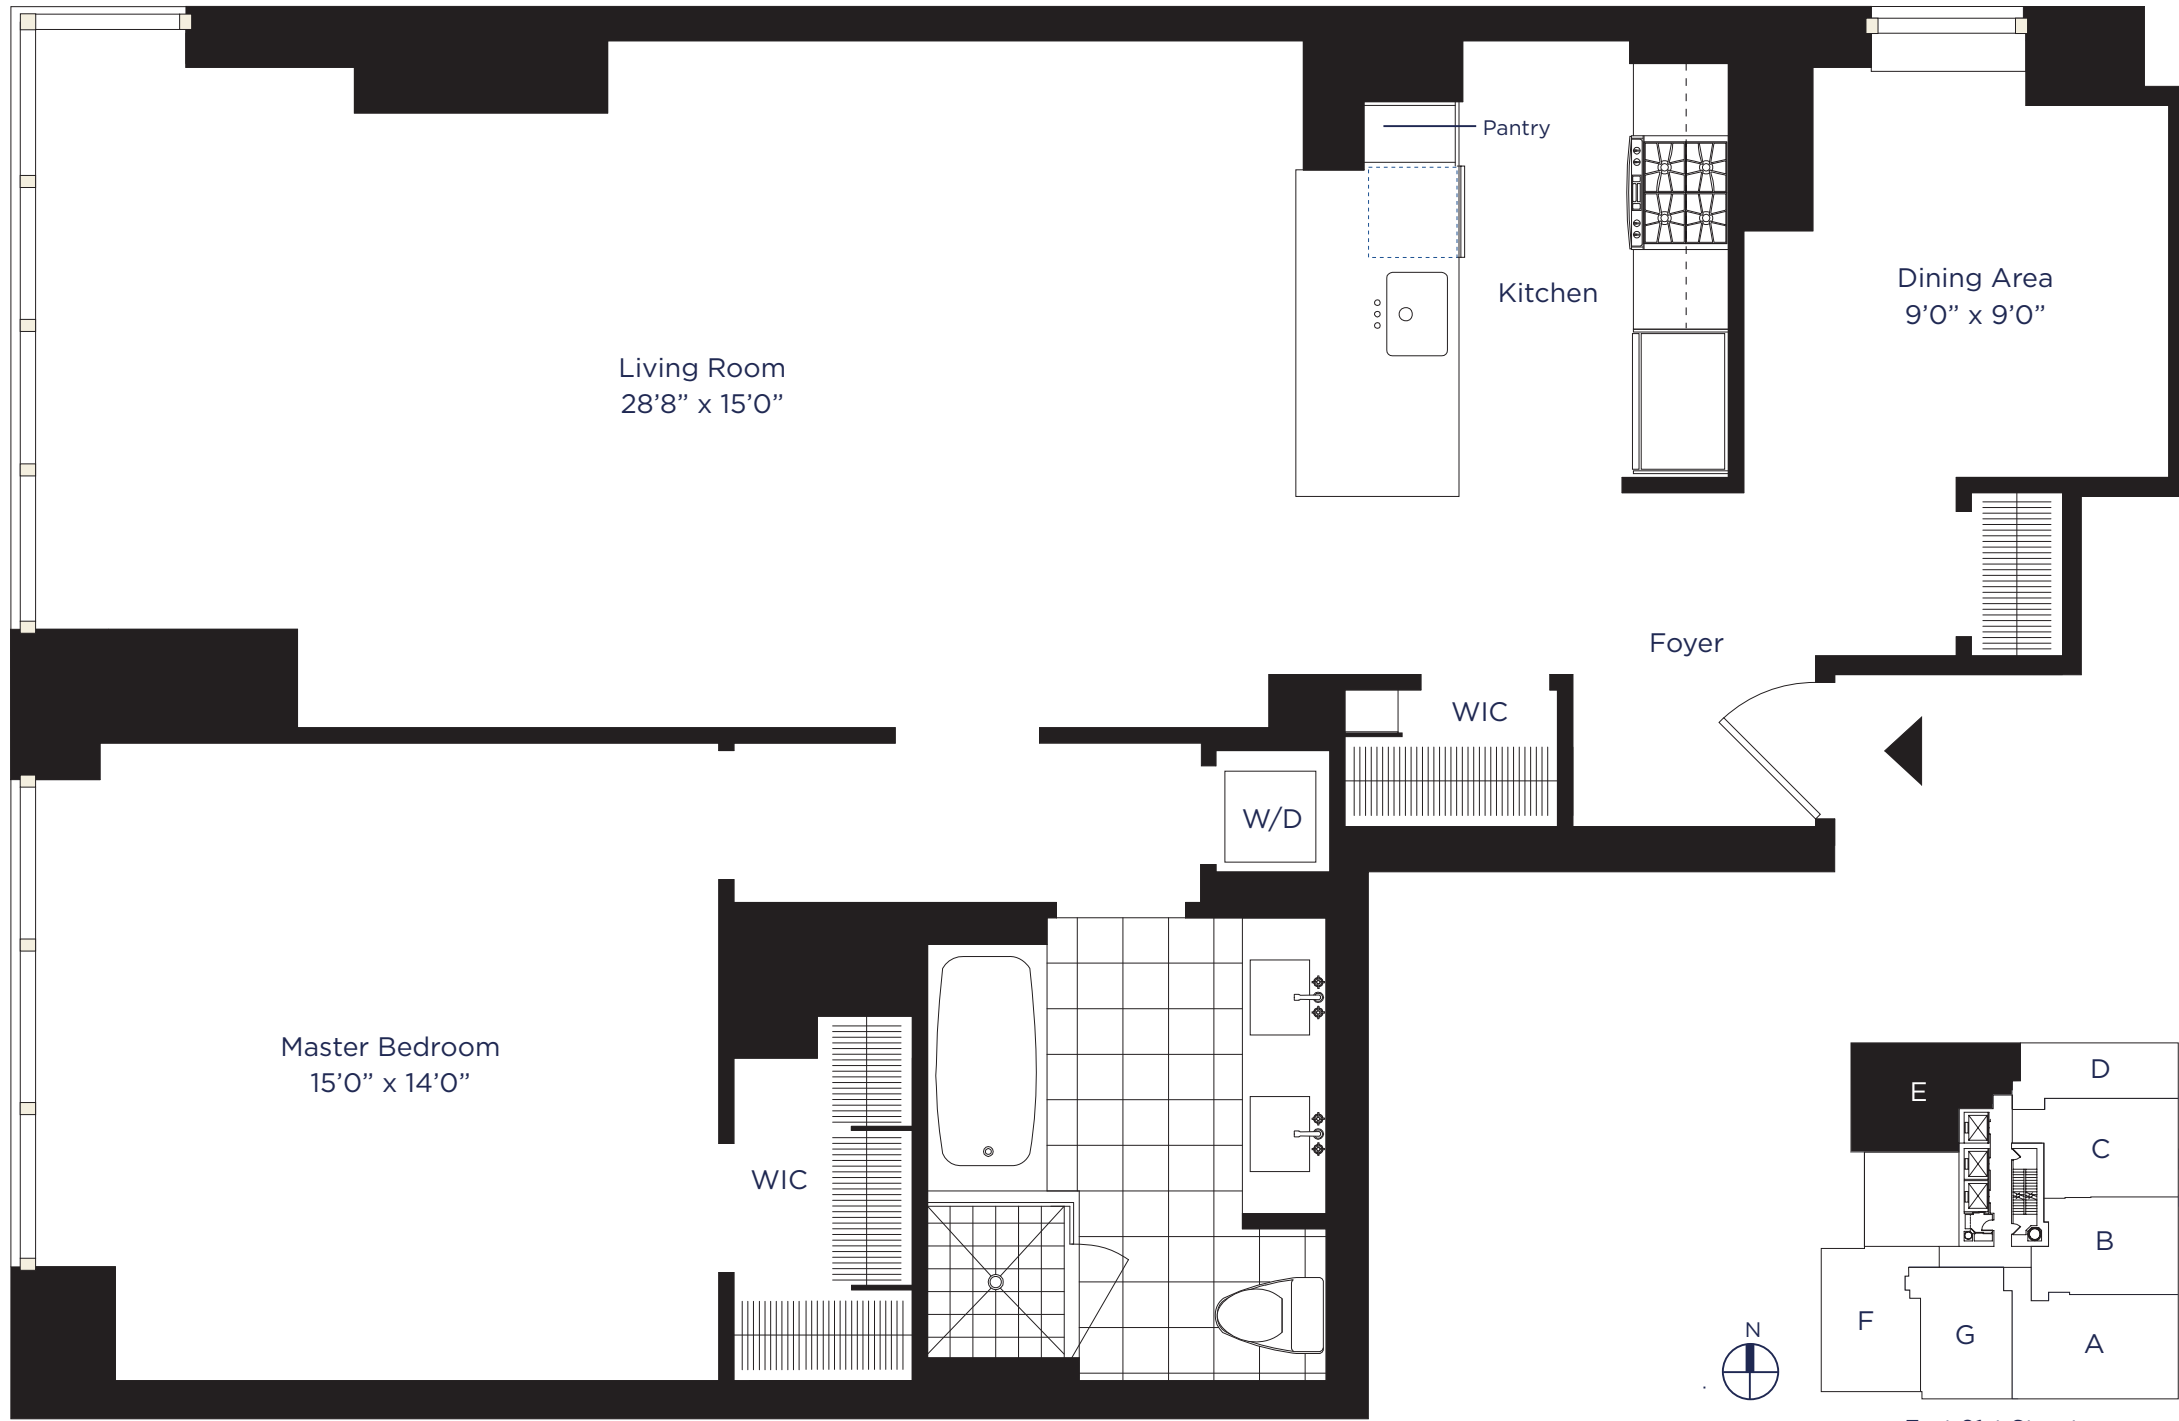 Pantry
Kitchen
Dining Area
9’0” x 9’0”
Living Room
28’8” x 15’0”
Foyer
WIC
W/D
Master Bedroom
15’0” x 14’0”
WIC
E
D
C
B
F
G
A
N